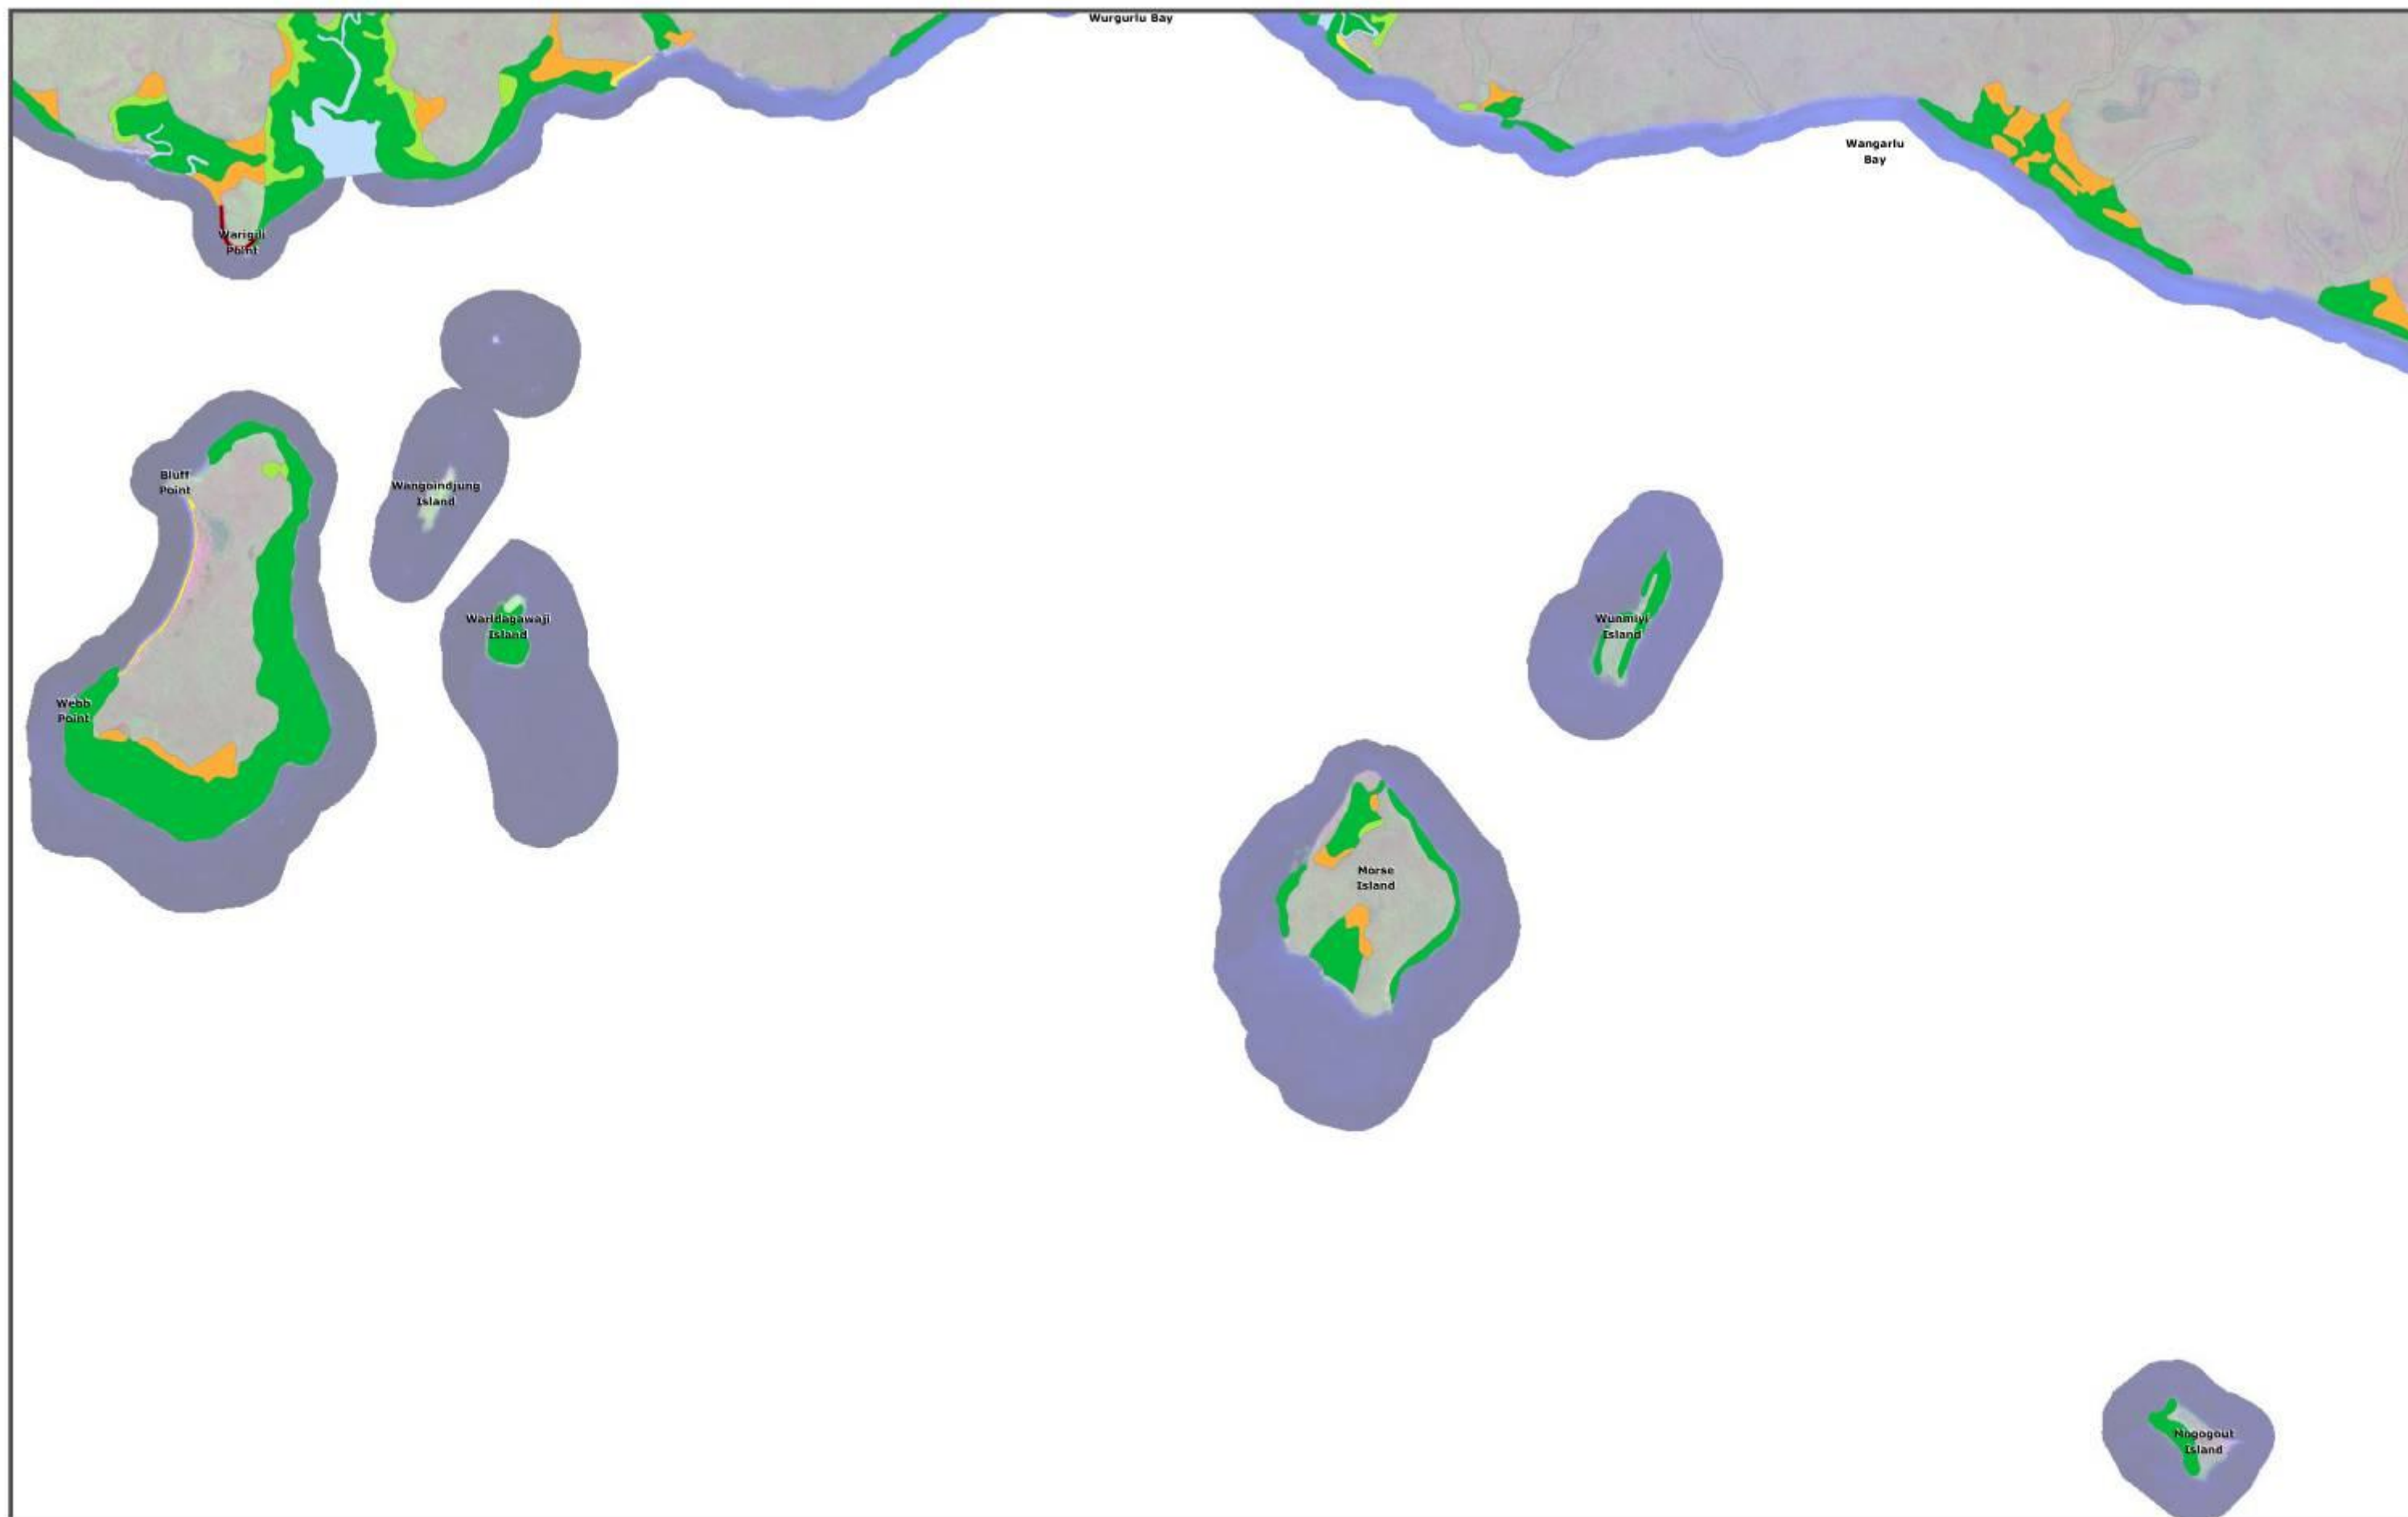 Wurgurlu Bay
Wangarlu
Bay
Warigili
Point
Bluff
Point
Wangoindjung
Island
Warldagawaji
Island
Wunmiyi
Island
Webb
Point
Morse
Island
Mogogout
Island